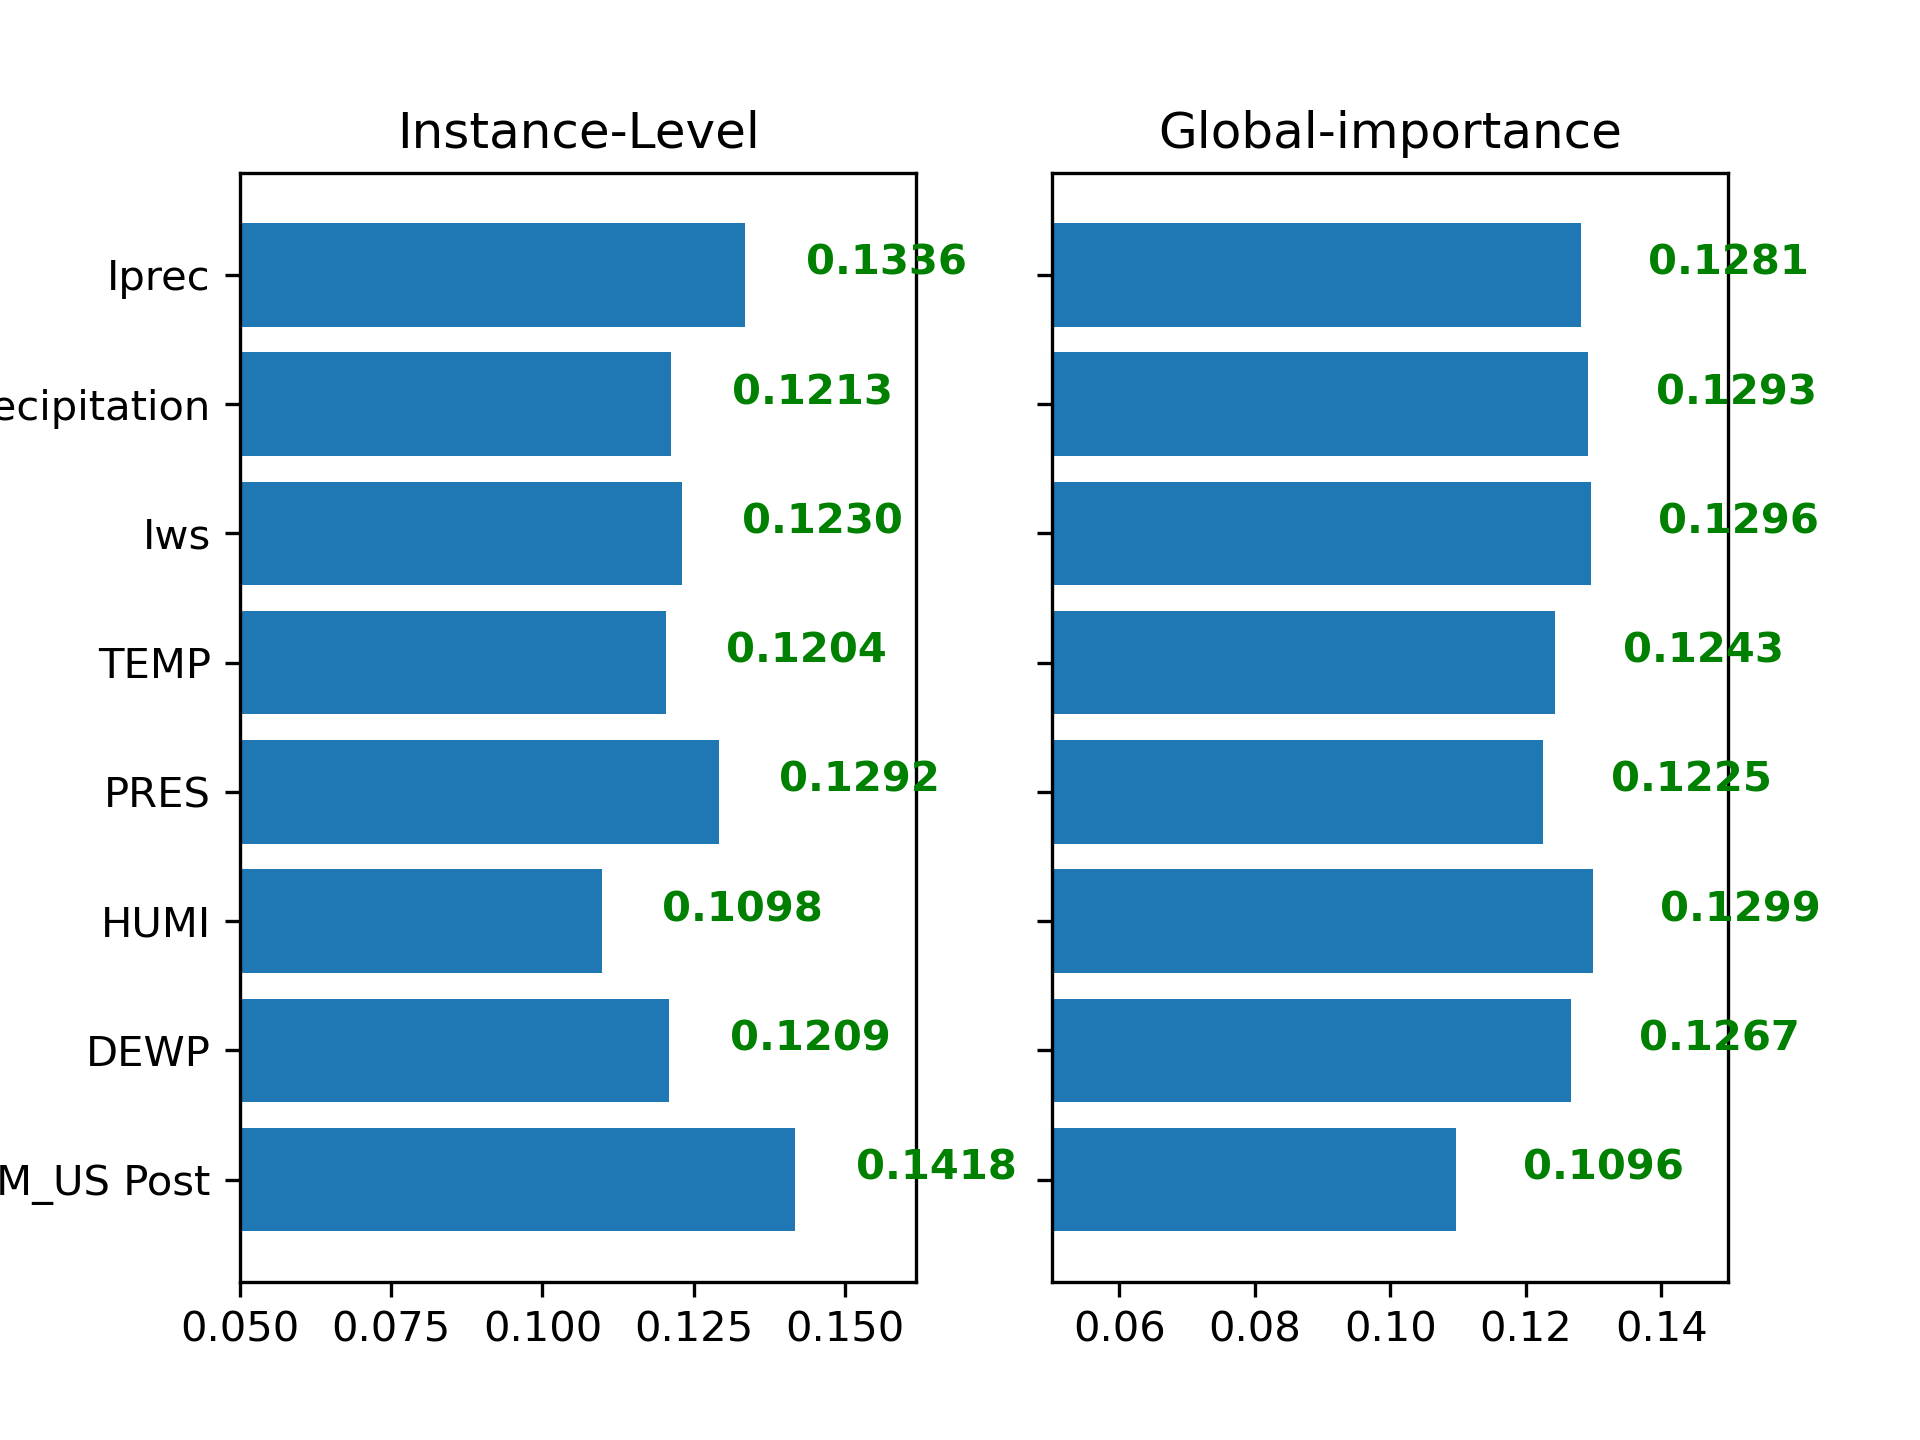 Instance-Level
Global-importance
Iprec 0.1336 0.1281
ecipitation 0.1213 0.1293
Iws 0.1230 0.1296
TEMP 0.1204 0.1243
PRES 0.1292 0.1225
HUMI 0.1098 0.1299
DEWP 0.1209 0.1267
M_US Post 0.1418 0.1096
0.050 0.075 0.100 0.125 0.150
0.06 0.08 0.10 0.12 0.14